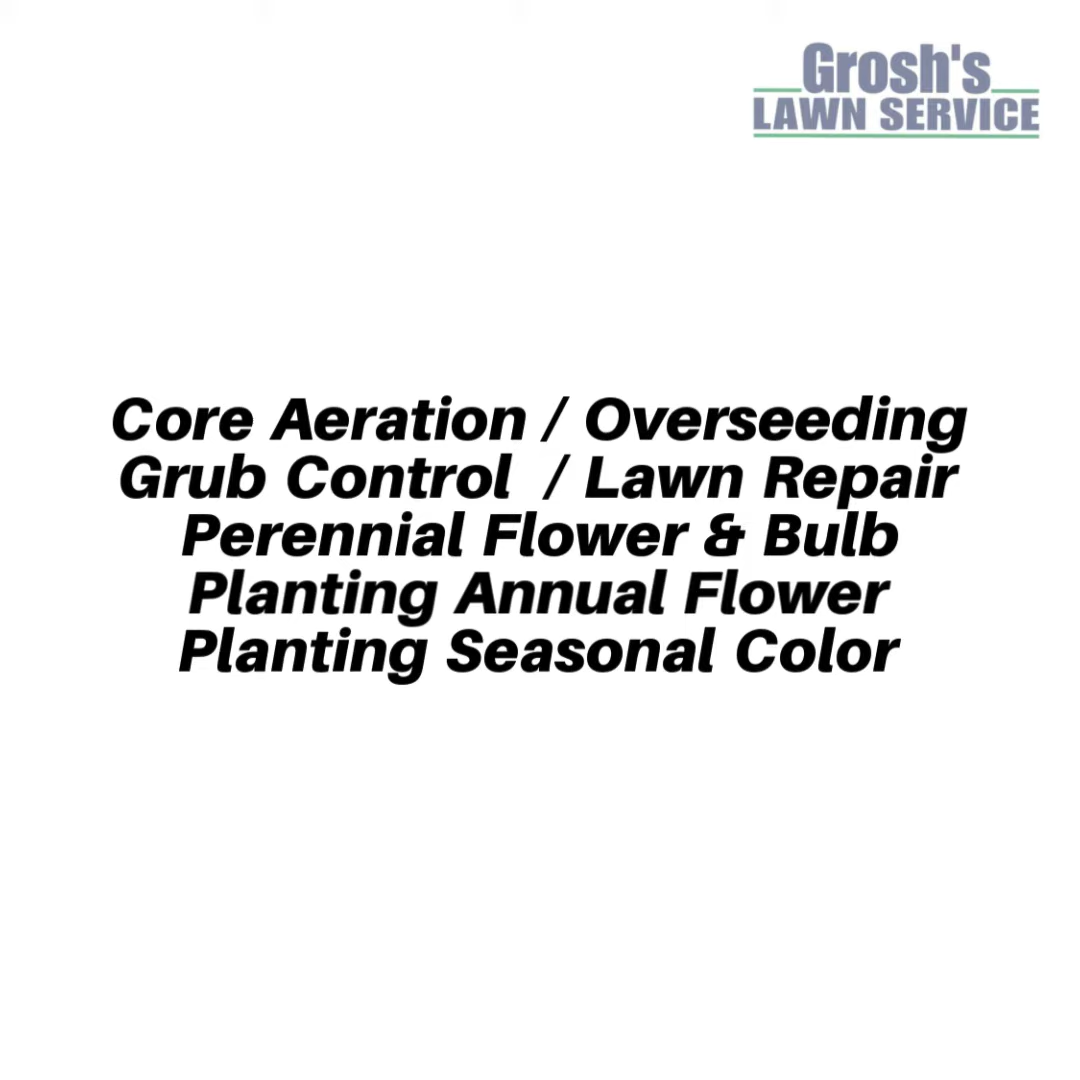 Grosh's
LAWN SERVICE
Core Aeration / Overseeding
Grub Control / Lawn Repair
Perennial Flower & Bulb
Planting Annual Flower
Planting Seasonal Color